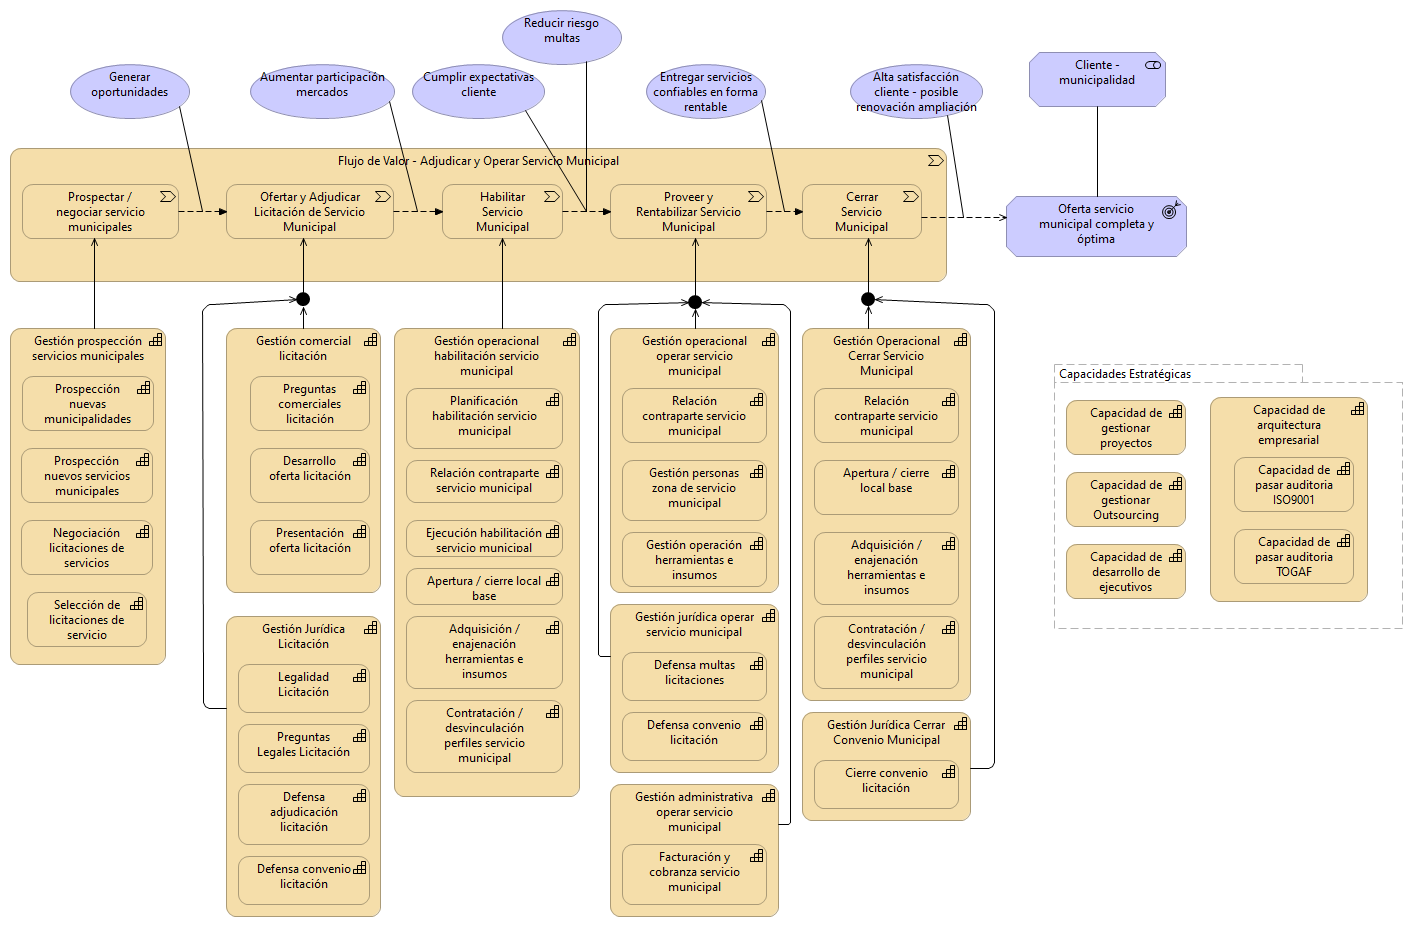 Reducir riesgo
multas
Generar
oportunidades
Aumentar participación
mercados
Cumplir expectativas
cliente
Entregar servicios
confiables en forma
rentable
Alta satisfacción
cliente - posible
renovación ampliación
Cliente -
municipalidad
Flujo de Valor - Adjudicar y Operar Servicio Municipal
Prospectar /
negociar servicio
municipales
Ofertar y Adjudicar
Licitación de Servicio
Municipal
Habilitar
Servicio
Municipal
Proveer y
Rentabilizar Servicio
Municipal
Cerrar
Servicio
Municipal
Oferta servicio
municipal completa y
óptima
Gestión prospección
servicios municipales
Prospección
nuevas
municipalidades
Prospección
nuevos servicios
municipales
Negociación
licitaciones de
servicios
Selección de
licitaciones de
servicio
Gestión comercial
licitación
Preguntas
comerciales
licitación
Desarrollo
oferta licitación
Presentación
oferta licitación
Gestión Jurídica
Licitación
Legalidad
Licitación
Preguntas
Legales Licitación
Defensa
adjudicación
licitación
Defensa convenio
licitación
Gestión operacional
habilitación servicio
municipal
Planificación
habilitación servicio
municipal
Relación contraparte
servicio municipal
Ejecución habilitación
servicio municipal
Apertura / cierre local
base
Adquisición /
enajenación
herramientas e
insumos
Contratación /
desvinculación
perfiles servicio
municipal
Gestión operacional
operar servicio
municipal
Relación
contraparte servicio
municipal
Gestión personas
zona de servicio
municipal
Gestión operación
herramientas e
insumos
Gestión jurídica operar
servicio municipal
Defensa multas
licitaciones
Defensa convenio
licitación
Gestión administrativa
operar servicio
municipal
Facturación y
cobranza servicio
municipal
Gestión Operacional
Cerrar Servicio
Municipal
Relación
contraparte servicio
municipal
Apertura / cierre
local base
Adquisición /
enajenación
herramientas e
insumos
Contratación /
desvinculación
perfiles servicio
municipal
Gestión Jurídica Cerrar
Convenio Municipal
Cierre convenio
licitación
Capacidades Estratégicas
Capacidad de
gestionar
proyectos
Capacidad de
gestionar
Outsourcing
Capacidad de
desarrollo de
ejecutivos
Capacidad de
arquitectura
empresarial
Capacidad de
pasar auditoria
ISO9001
Capacidad de
pasar auditoria
TOGAF